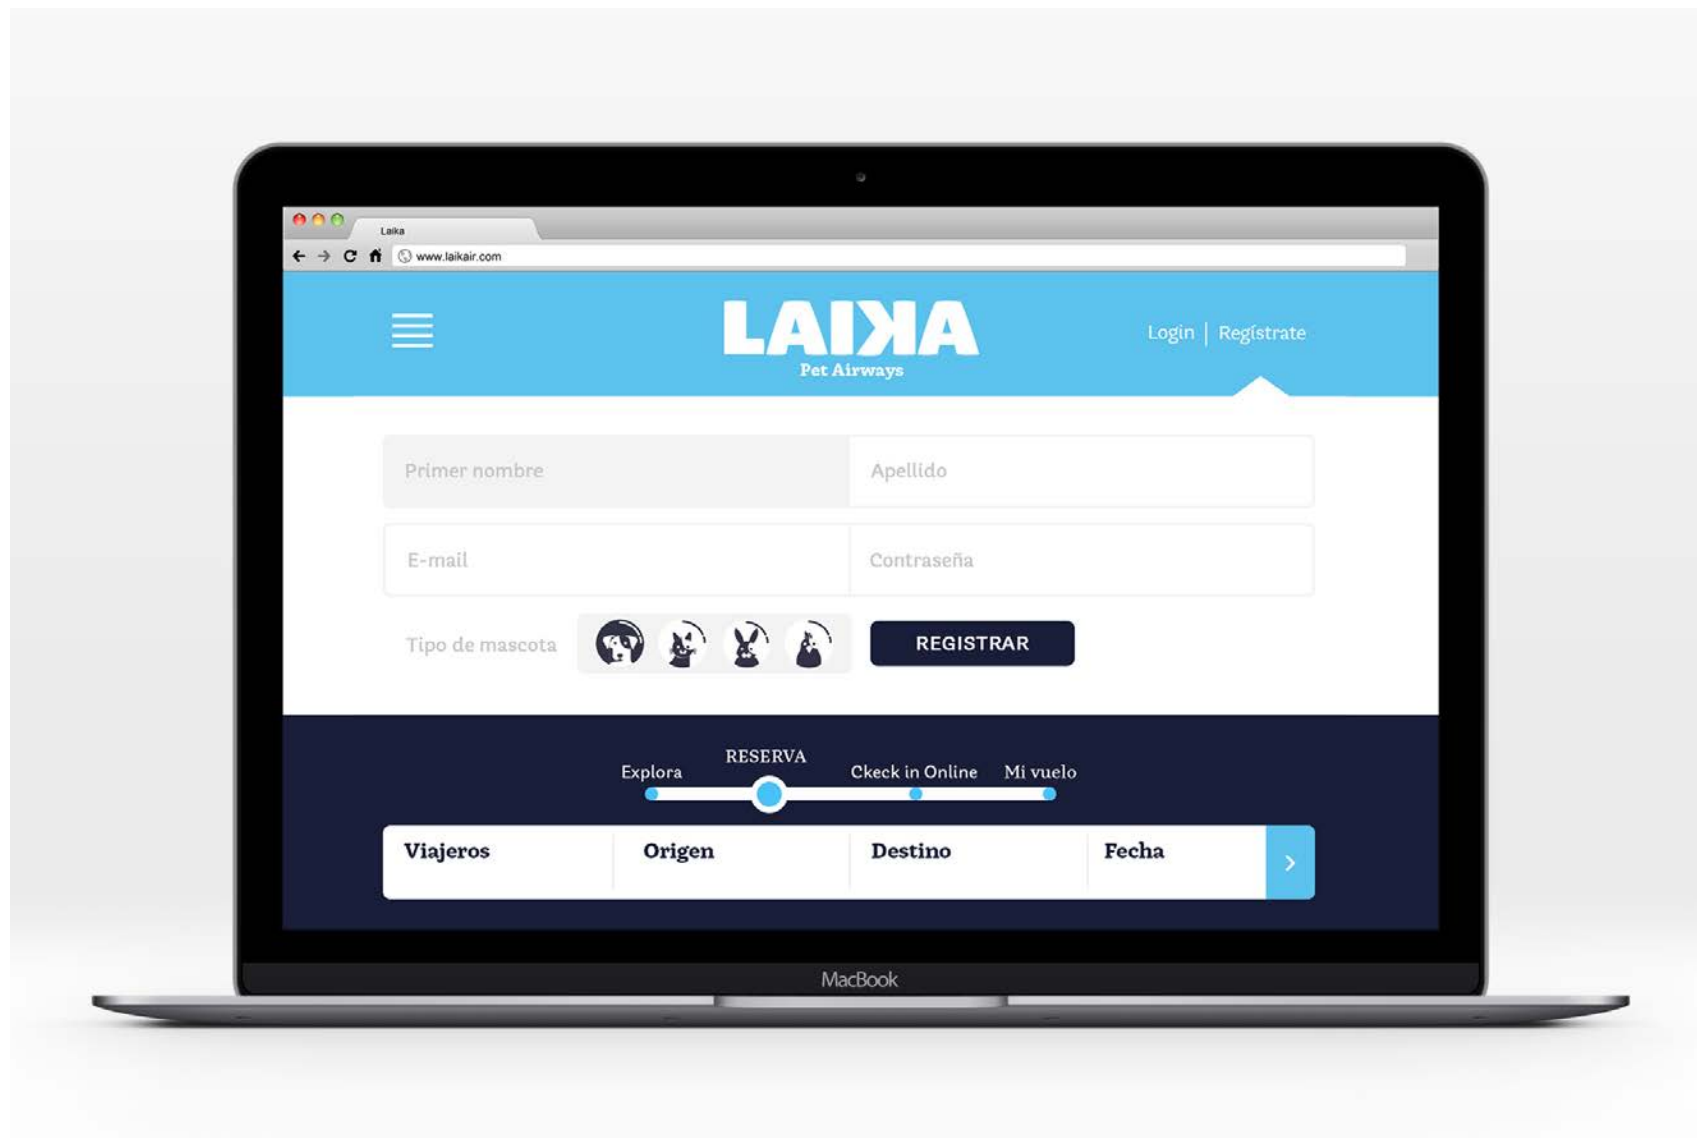 Laika
www.laikair.com
LAIKA
Pet Airways
Login | Regístrate
Primer nombre
Apellido
E-mail
Contraseña
Tipo de mascota
REGISTRAR
Explora
RESERVA
Ckeck in Online
Mi vuelo
Viajeros
Origen
Destino
Fecha
MacBook